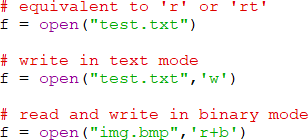 # equivalent to 'r' or 'rt'
f = open("test.txt")
# write in text mode
f = open("test.txt",'w')
# read and write in binary mode
f = open("img.bmp",'r+b')